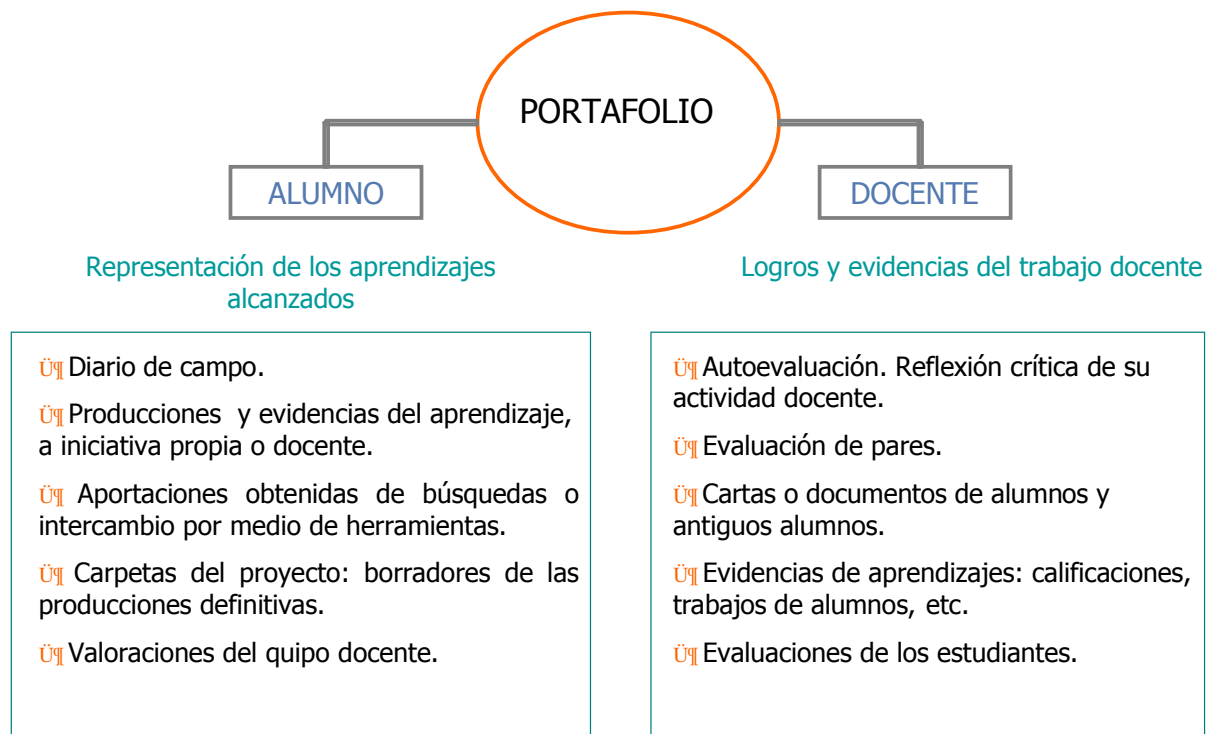 PORTAFOLIO
ALUMNO
DOCENTE
Representación de los aprendizajes
alcanzados
Logros y evidencias del trabajo docente
Ü¶ Diario de campo.
Ü¶ Producciones y evidencias del aprendizaje,
a iniciativa propia o docente.
Ü¶ Aportaciones obtenidas de búsquedas o
intercambio por medio de herramientas.
Ü¶ Carpetas del proyecto: borradores de las
producciones definitivas.
Ü¶ Valoraciones del quipo docente.
Ü¶ Autoevaluación. Reflexión crítica de su
actividad docente.
Ü¶ Evaluación de pares.
Ü¶ Cartas o documentos de alumnos y
antiguos alumnos.
Ü¶ Evidencias de aprendizajes: calificaciones,
trabajos de alumnos, etc.
Ü¶ Evaluaciones de los estudiantes.